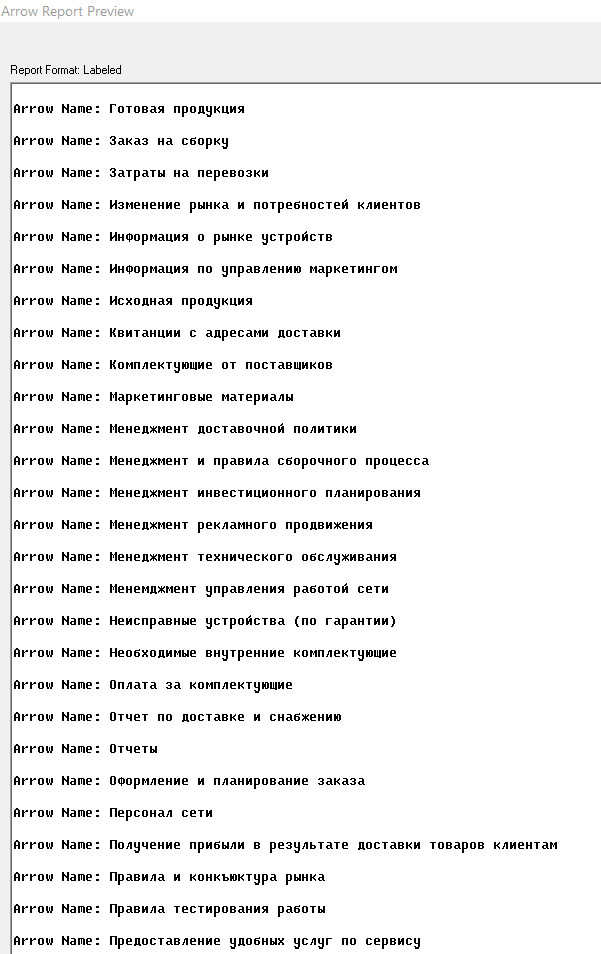 Arrow Report Preview
Report Format: Labeled
Arrow Name: Готовая продукция
Arrow Name: Заказ на сборку
Arrow Name: Затраты на перевозки
Arrow Name: Изменение рынка и потребностей клиентов
Arrow Name: Информация о рынке устройств
Arrow Name: Информация по управлению маркетингом
Arrow Name: Исходная продукция
Arrow Name: Квитанции с адресами доставки
Arrow Name: Комплектующие от поставщиков
Arrow Name: Маркетинговые материалы
Arrow Name: Менеджмент доставочной политики
Arrow Name: Менеджмент и правила сборочного процесса
Arrow Name: Менеджмент инвестиционного планирования
Arrow Name: Менеджмент рекламного продвижения
Arrow Name: Менеджмент технического обслуживания
Arrow Name: Менемджмент управления работой сети
Arrow Name: Неисправные устройства (по гарантии)
Arrow Name: Необходимые внутренние комплектующие
Arrow Name: Оплата за комплектующие
Arrow Name: Отчет по доставке и снабжению
Arrow Name: Отчеты
Arrow Name: Оформление и планирование заказа
Arrow Name: Персонал сети
Arrow Name: Получение прибыли в результате доставки товаров клиентам
Arrow Name: Правила и конкъюктура рынка
Arrow Name: Правила тестирования работы
Arrow Name: Предоставление удобных услуг по сервису